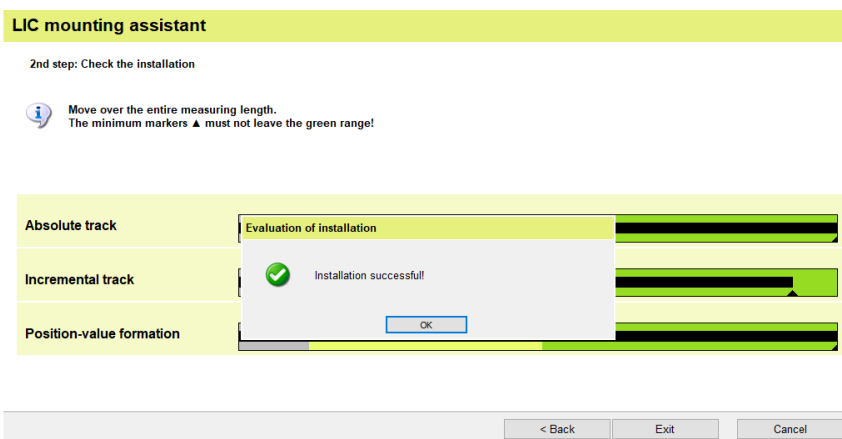 LIC mounting assistant
2nd step: Check the installation
Move over the entire measuring length.
The minimum markers ▲ must not leave the green range!
Absolute track
Evaluation of installation
Installation successful!
Incremental track
OK
Position-value formation
< Back
Exit
Cancel